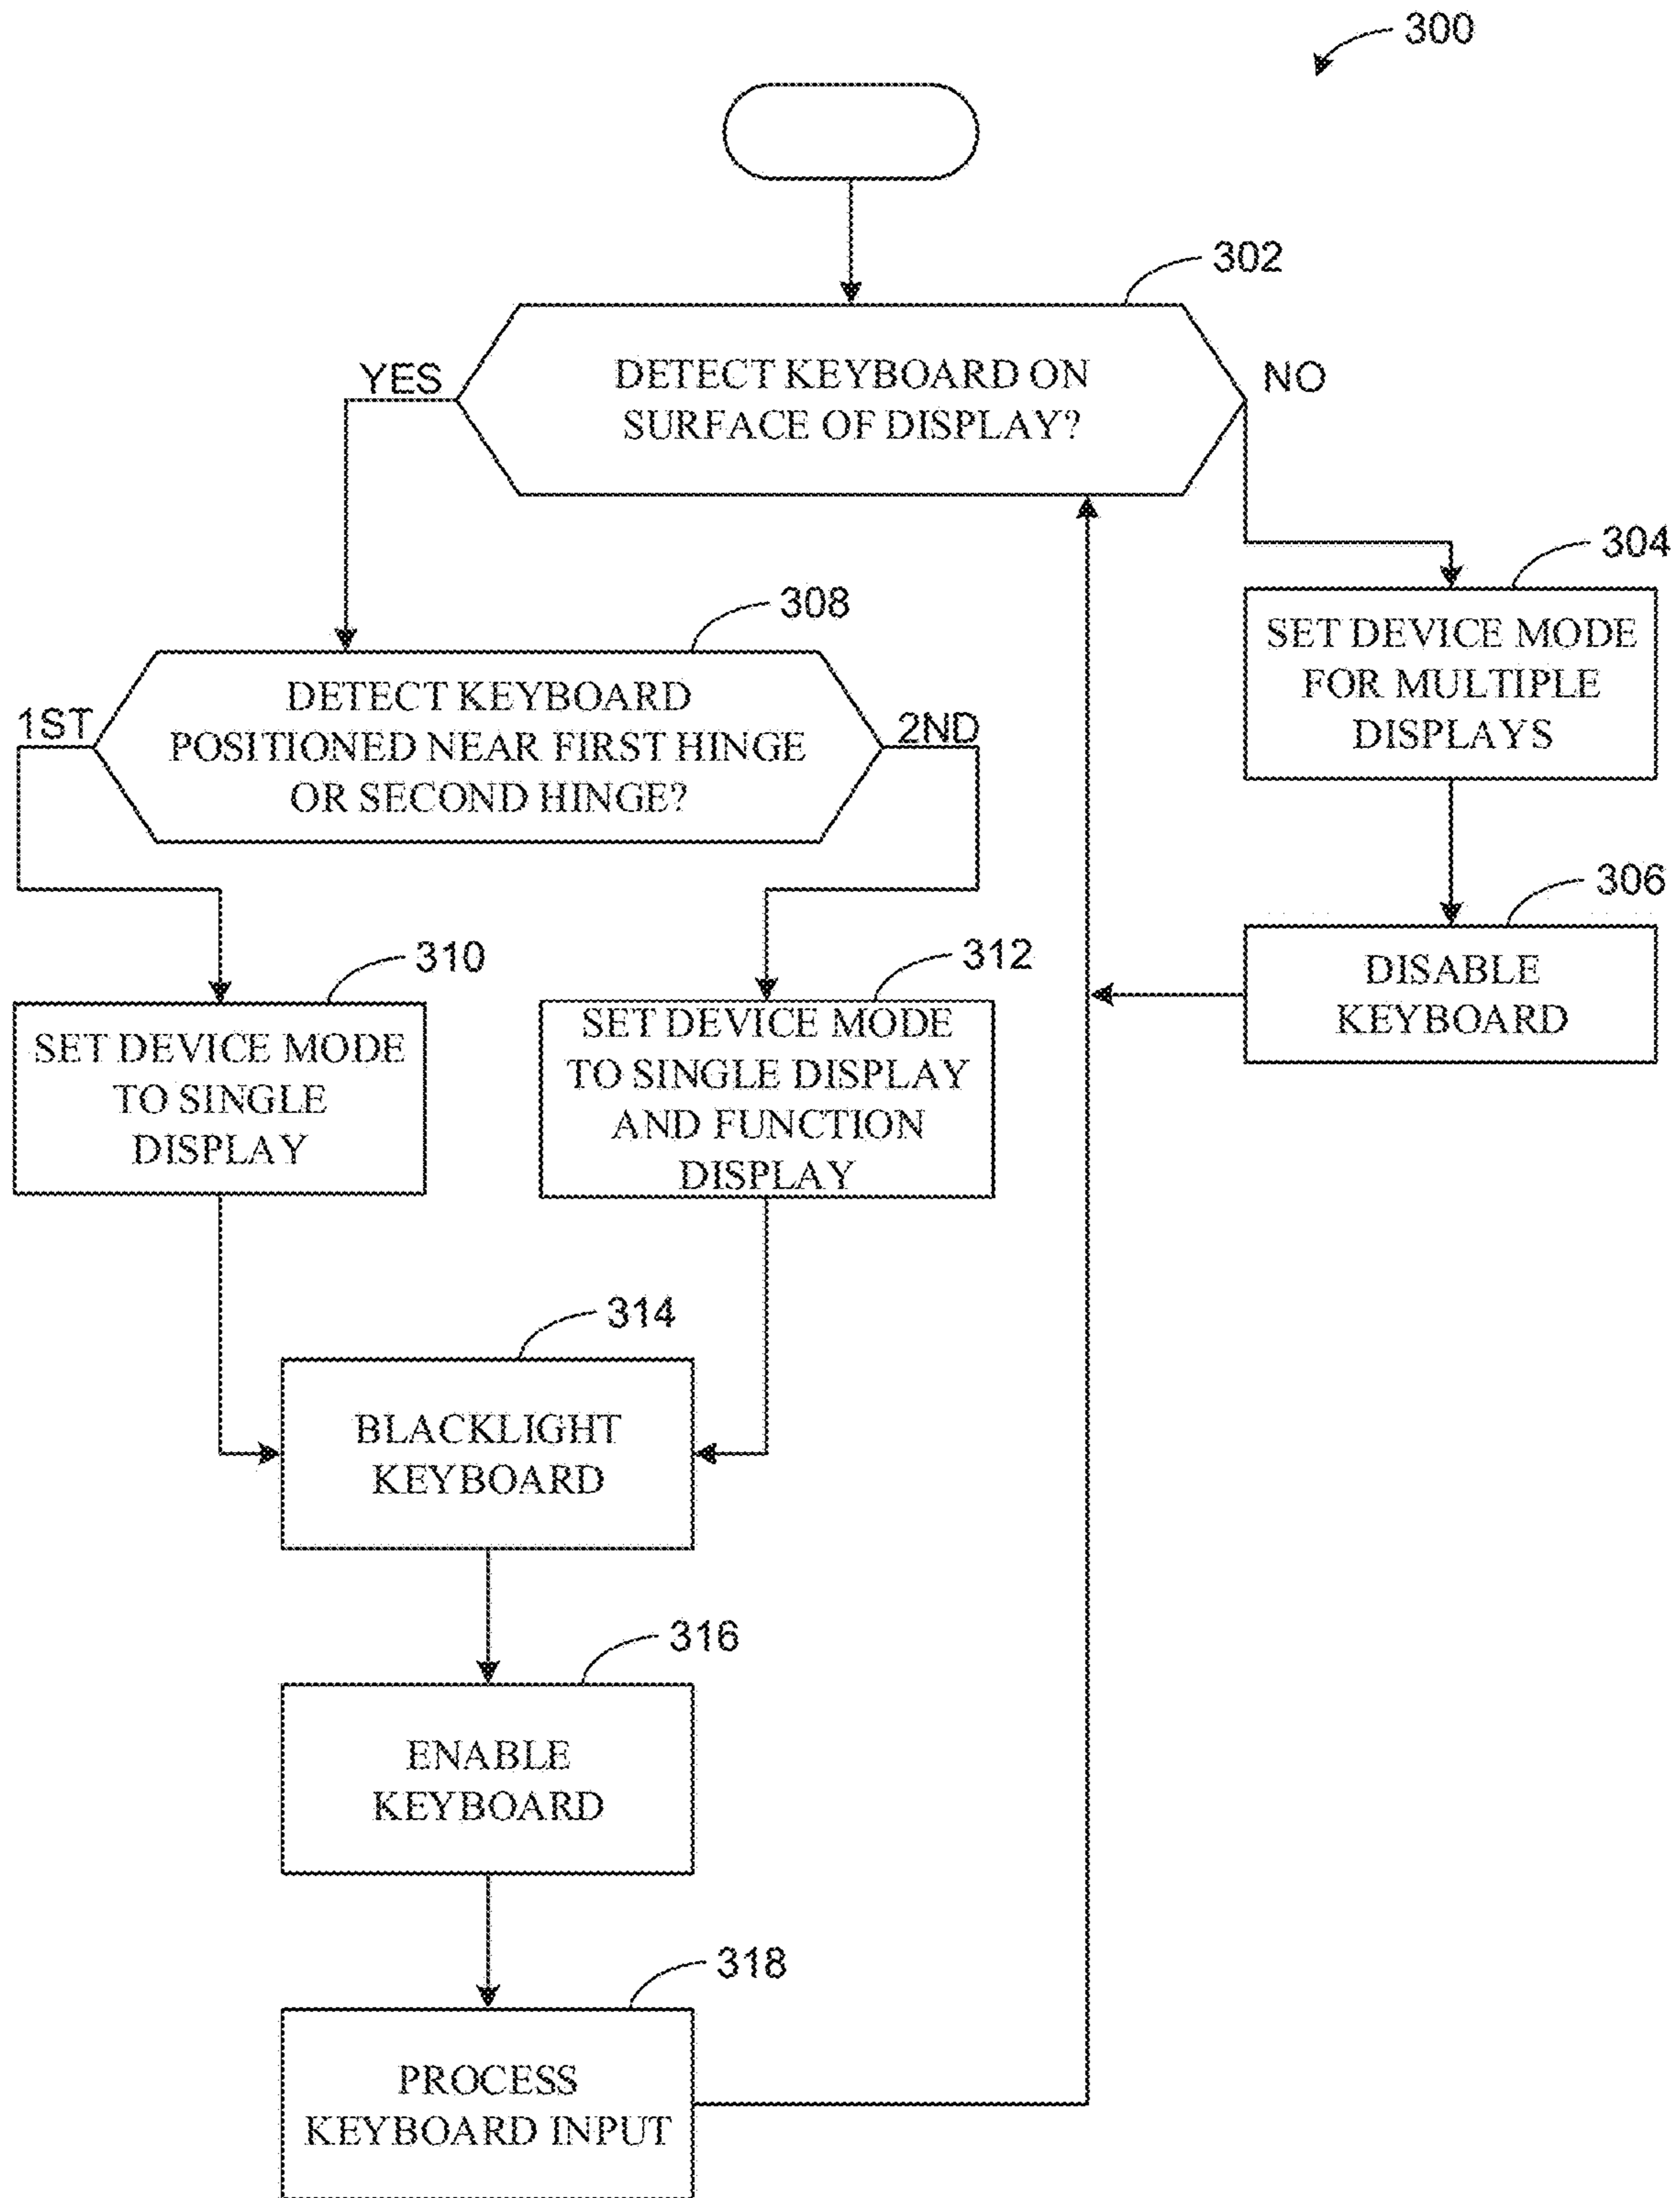 300
302
YES
DETECT KEYBOARD ON
SURFACE OF DISPLAY?
NO
304
SET DEVICE MODE
FOR MULTIPLE
DISPLAYS
308
1ST
DETECT KEYBOARD
POSITIONED NEAR FIRST HINGE
OR SECOND HINGE?
2ND
306
DISABLE
KEYBOARD
310
SET DEVICE MODE
TO SINGLE
DISPLAY
312
SET DEVICE MODE
TO SINGLE DISPLAY
AND FUNCTION
DISPLAY
314
BLACKLIGHT
KEYBOARD
316
ENABLE
KEYBOARD
318
PROCESS
KEYBOARD INPUT